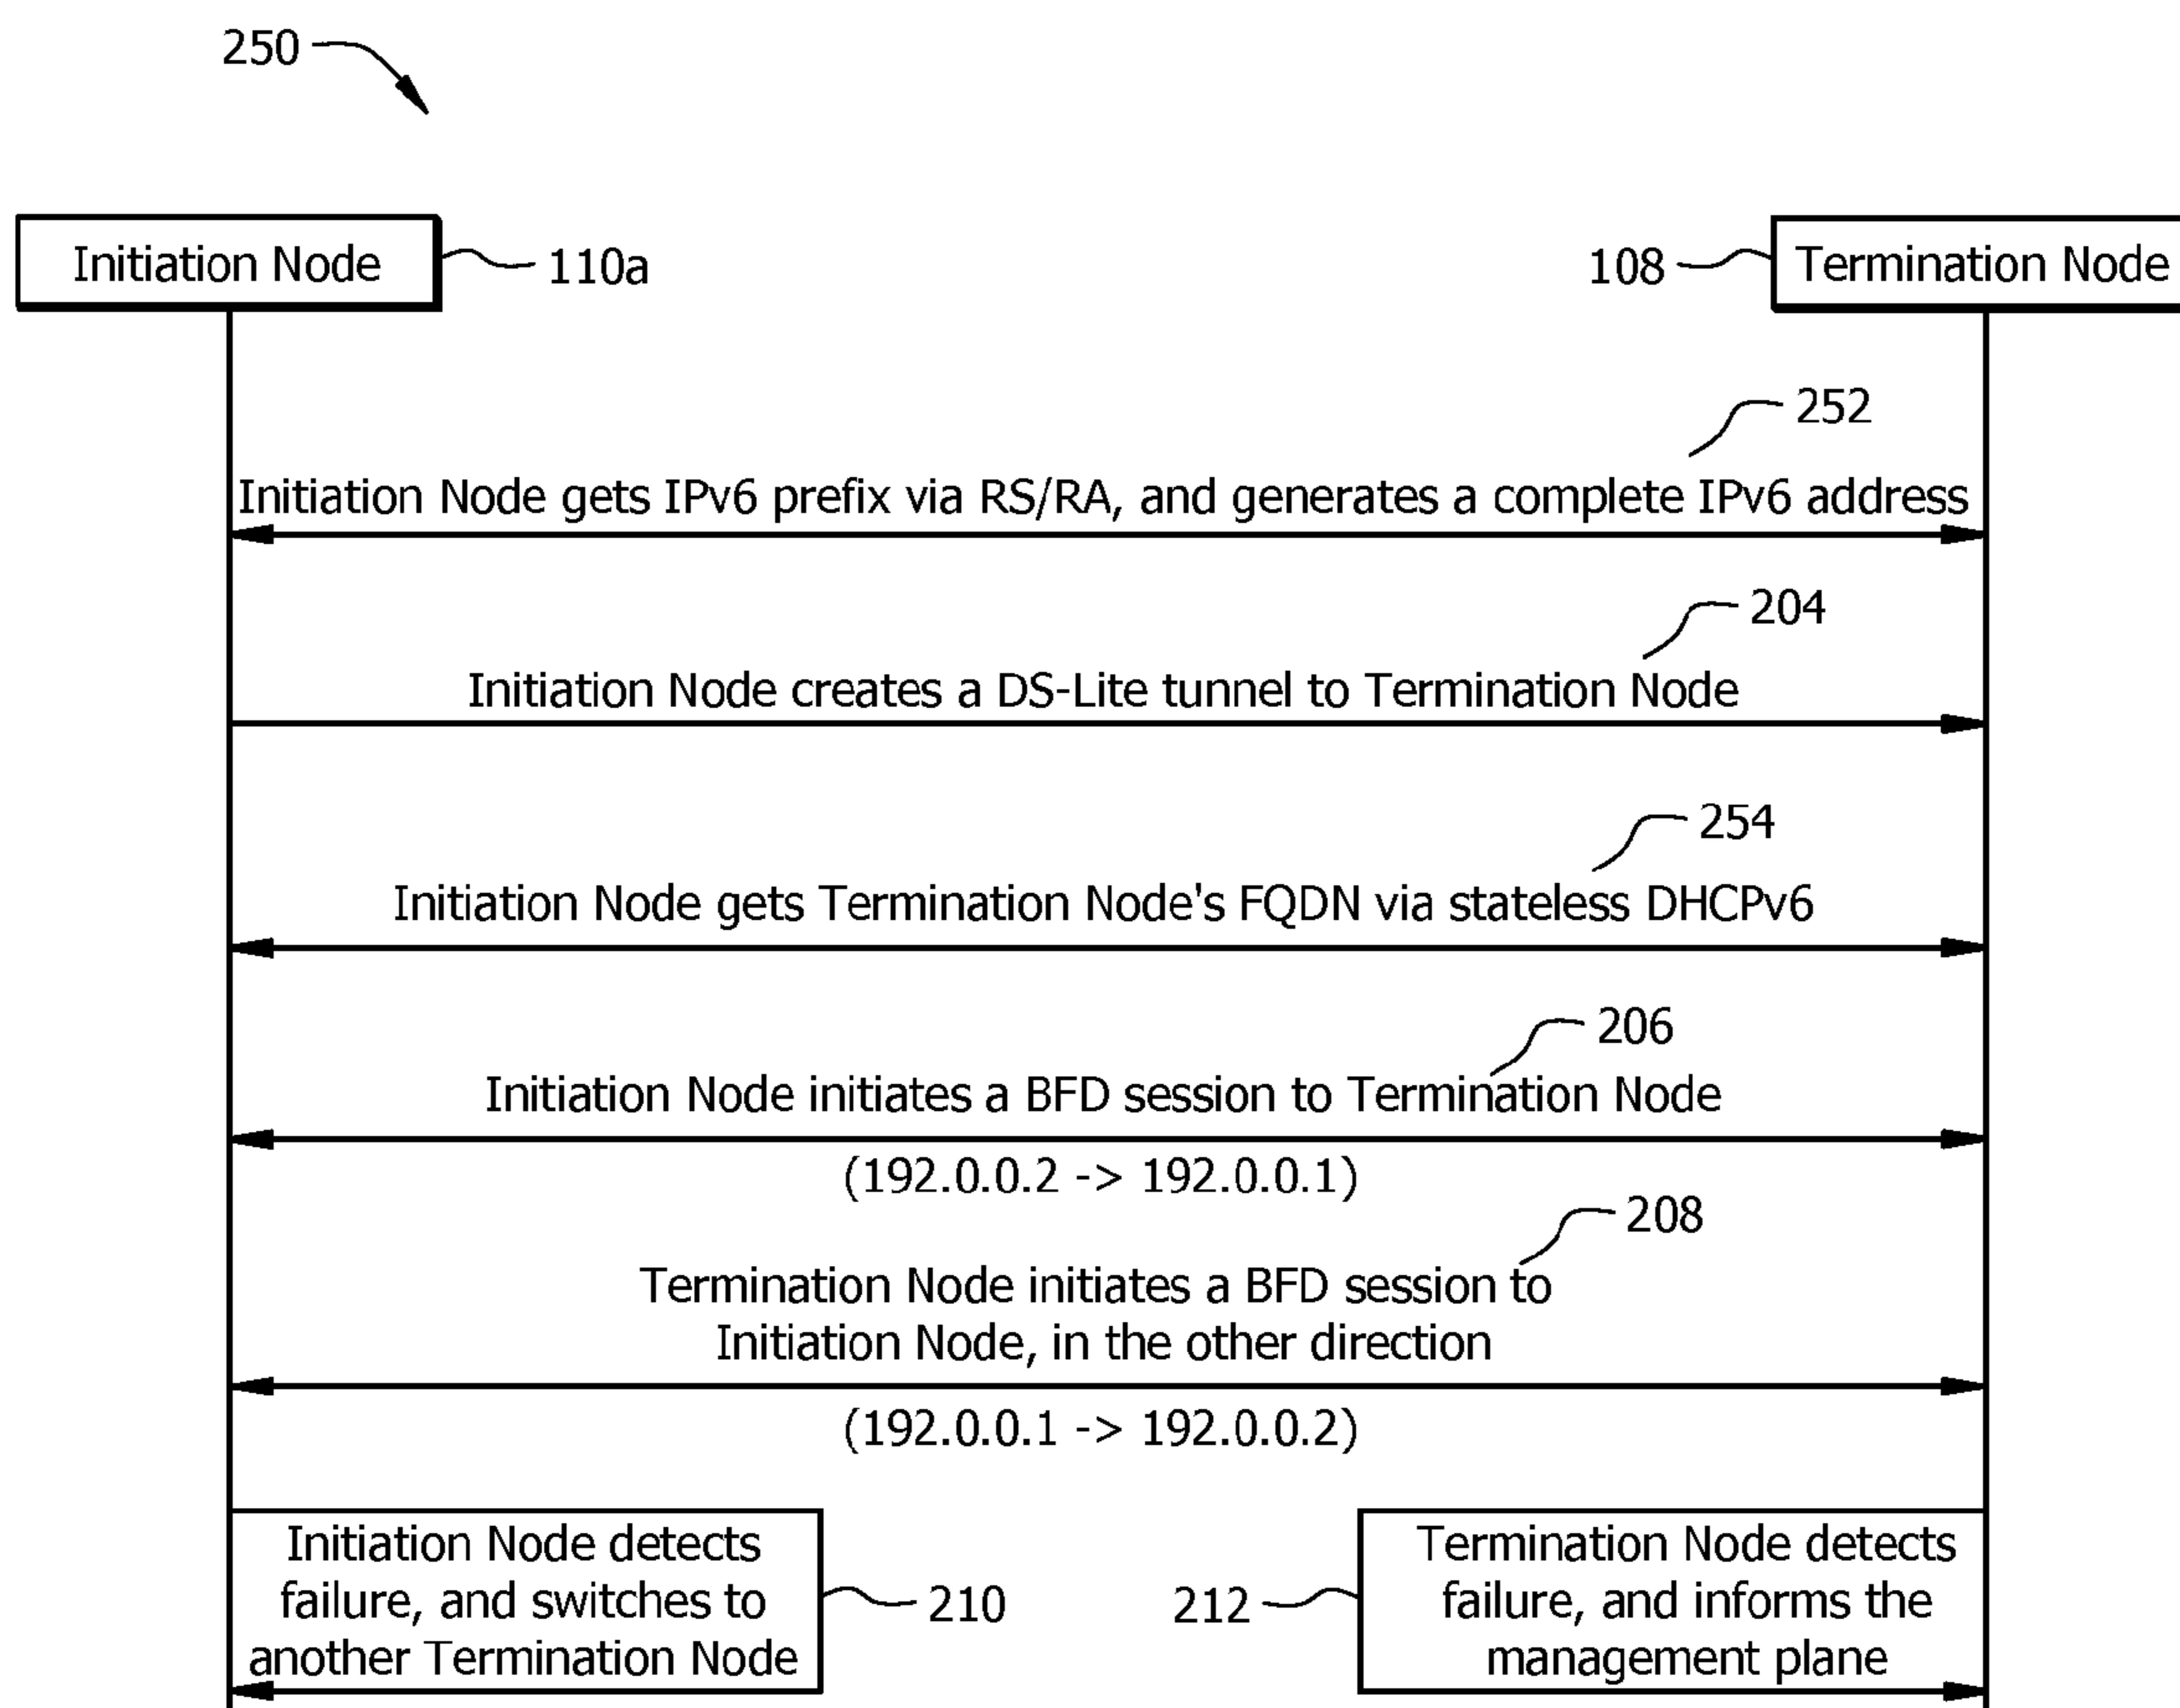 250
Initiation Node
110a
108
Termination Node
252
Initiation Node gets IPv6 prefix via RS/RA, and generates a complete IPv6 address
204
Initiation Node creates a DS-Lite tunnel to Termination Node
254
Initiation Node gets Termination Node's FQDN via stateless DHCPv6
206
Initiation Node initiates a BFD session to Termination Node
(192.0.0.2 -> 192.0.0.1)
208
Termination Node initiates a BFD session to
Initiation Node, in the other direction
(192.0.0.1 -> 192.0.0.2)
Initiation Node detects
failure, and switches to
another Termination Node
210
212
Termination Node detects
failure, and informs the
management plane